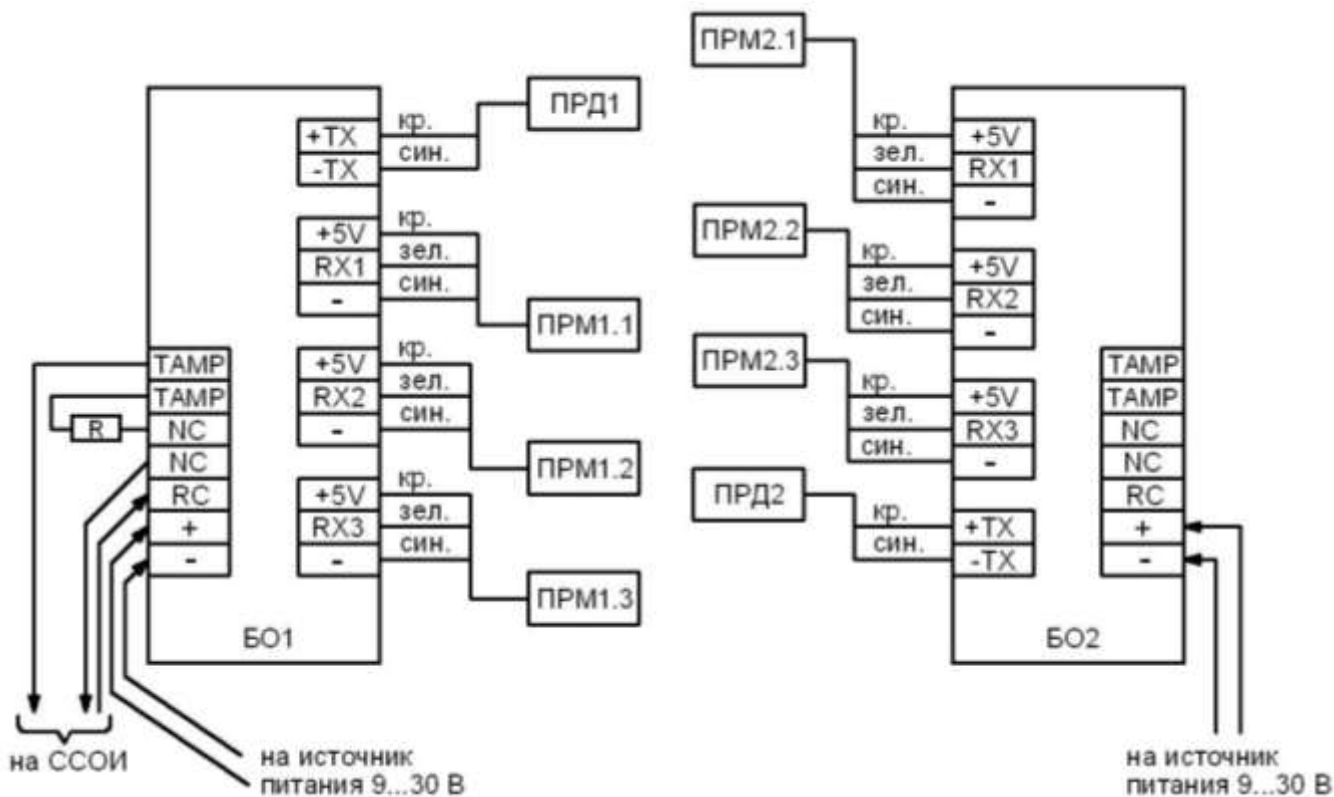 ПРМ2.1
ПРД1
+TX
-TX
кр.
син.
+5V
RX1
-
кр.
зел.
син.
ПРМ1.1
+5V
RX2
-
кр.
зел.
син.
ПРМ1.2
+5V
RX3
-
кр.
зел.
син.
ПРМ1.3
TAMP
TAMP
R
NC
NC
RC
+
-
БО1
на ССОИ
на источник
питания 9...30 В
кр.
зел.
син.
+5V
RX1
-
ПРМ2.2
кр.
зел.
син.
+5V
RX2
-
ПРМ2.3
кр.
зел.
син.
+5V
RX3
-
ПРД2
кр.
син.
+TX
-TX
TAMP
TAMP
NC
NC
RC
+
-
БО2
на источник
питания 9...30 В